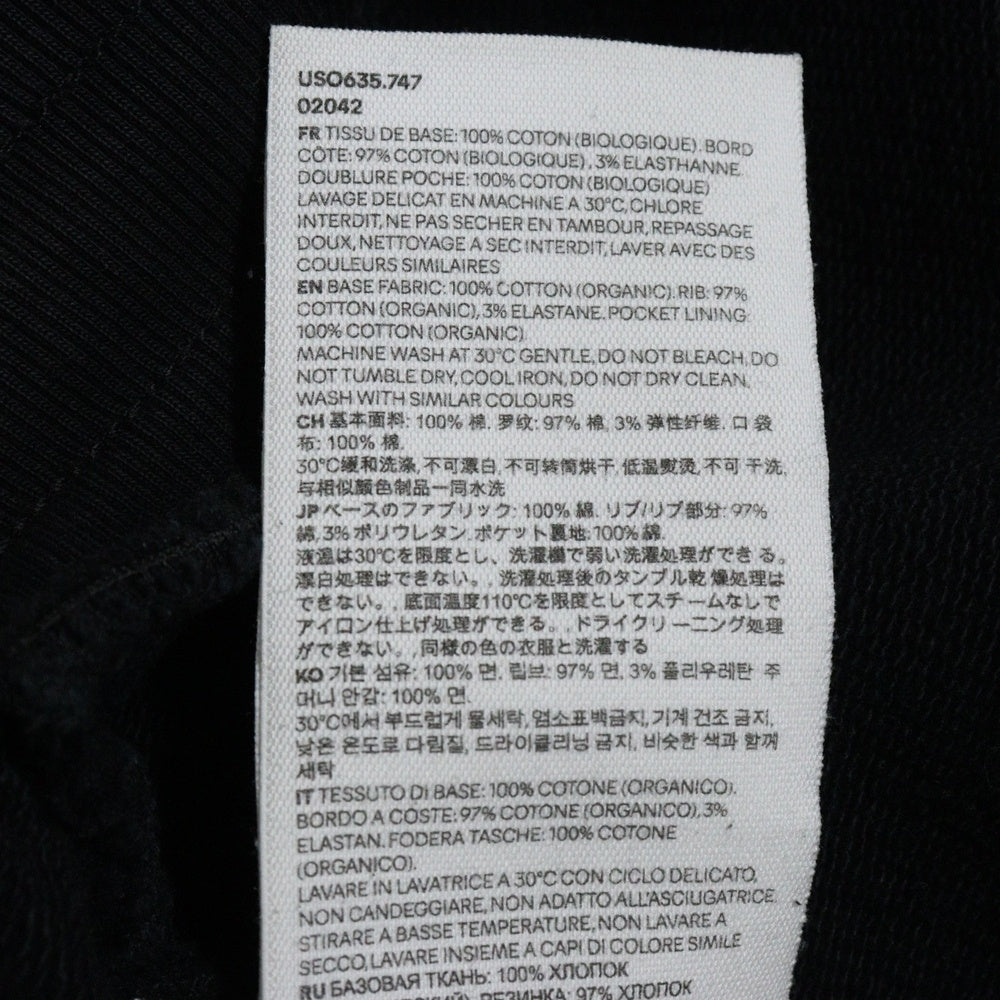 USO635.747
02042
FR TISSU DE BASE: 100% COTON (BIOLOGIQUE). BORD
CÔTE: 97% COTON (BIOLOGIQUE), 3% ELASTHANNE.
DOUBLURE POCHE: 100% COTON (BIOLOGIQUE)
LAVAGE DELICAT EN MACHINE A 30°C, CHLORE
INTERDIT, NE PAS SECHER EN TAMBOUR, REPASSAGE
DOUX, NETTOYAGE A SEC INTERDIT, LAVER AVEC DES
COULEURS SIMILAIRES
EN BASE FABRIC: 100% COTTON (ORGANIC). RIB: 97%
COTTON (ORGANIC), 3% ELASTANE. POCKET LINING:
100% COTTON (ORGANIC).
MACHINE WASH AT 30°C GENTLE, DO NOT BLEACH, DO
NOT TUMBLE DRY, COOL IRON, DO NOT DRY CLEAN,
WASH WITH SIMILAR COLOURS
CH 基本面料: 100% 棉. 罗纹: 97% 棉, 3% 弹性纤维. 口 袋
布: 100% 棉.
30°C缓和洗涤, 不可漂白, 不可转筒烘干, 低温熨烫, 不可 干洗,
与相似颜色制品一同水洗
JP ベースのファブリック: 100% 綿. リブ/リブ部分: 97%
綿, 3% ポリウレタン. ポケット裏地: 100% 綿.
液温は30°Cを限度とし、洗濯機で弱い洗濯処理ができ る。
漂白処理はできない。, 洗濯処理後のタンブル乾 燥処理は
できない。, 底面温度110°Cを限度としてスチームなしで
アイロン仕上げ処理ができる。, ドライクリーニング処理
ができない。, 同様の色の衣服と洗濯する
KO 기본 섬유: 100% 면. 립브: 97% 면, 3% 폴리우레탄 주
머니 안감: 100% 면.
30°C에서 부드럽게 물세탁, 염소표백금지, 기계 건조 금지,
낮은 온도로 다림질, 드라이클리닝 금지, 비슷한 색과 함께
세탁
IT TESSUTO DI BASE: 100% COTONE (ORGANICO).
BORDO A COSTE: 97% COTONE (ORGANICO), 3%
ELASTAN. FODERA TASCHE: 100% COTONE
(ORGANICO).
LAVARE IN LAVATRICE A 30°C CON CICLO DELICATO,
NON CANDEGGIARE, NON ADATTO ALL'ASCIUGATRICE,
STIRARE A BASSE TEMPERATURE, NON LAVARE A
SECCO, LAVARE INSIEME A CAPI DI COLORE SIMILE
RU БАЗОВАЯ ТКАНЬ: 100% ХЛОПОК
РЕЗИНКА: 97% ХЛОПОК